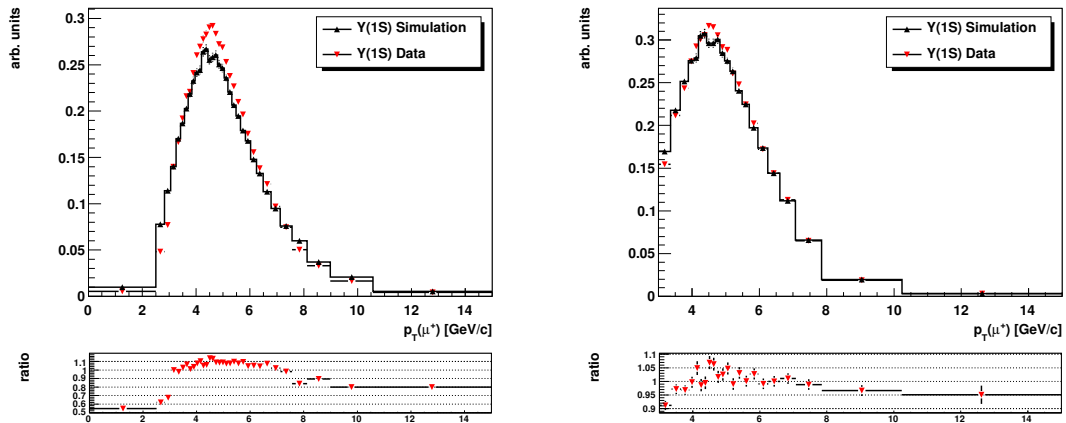 arb. units
0.3
0.25
0.2
0.15
0.1
0.05
0
Υ(1S) Simulation
Υ(1S) Data
0 2 4 6 8 10 12 14
p_T(μ⁺) [GeV/c]
ratio
1.1
1
0.9
0.8
0.7
0.6
0.5
0 2 4 6 8 10 12 14
arb. units
0.3
0.25
0.2
0.15
0.1
0.05
0
Υ(1S) Simulation
Υ(1S) Data
4 6 8 10 12 14
p_T(μ⁺) [GeV/c]
ratio
1.1
1.05
1
0.95
0.9
4 6 8 10 12 14